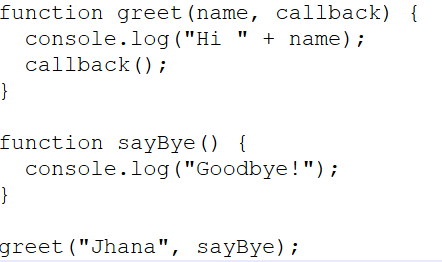 function greet(name, callback) {
  console.log("Hi " + name);
  callback();
}

function sayBye() {
  console.log("Goodbye!");
}

greet("Jhana", sayBye);